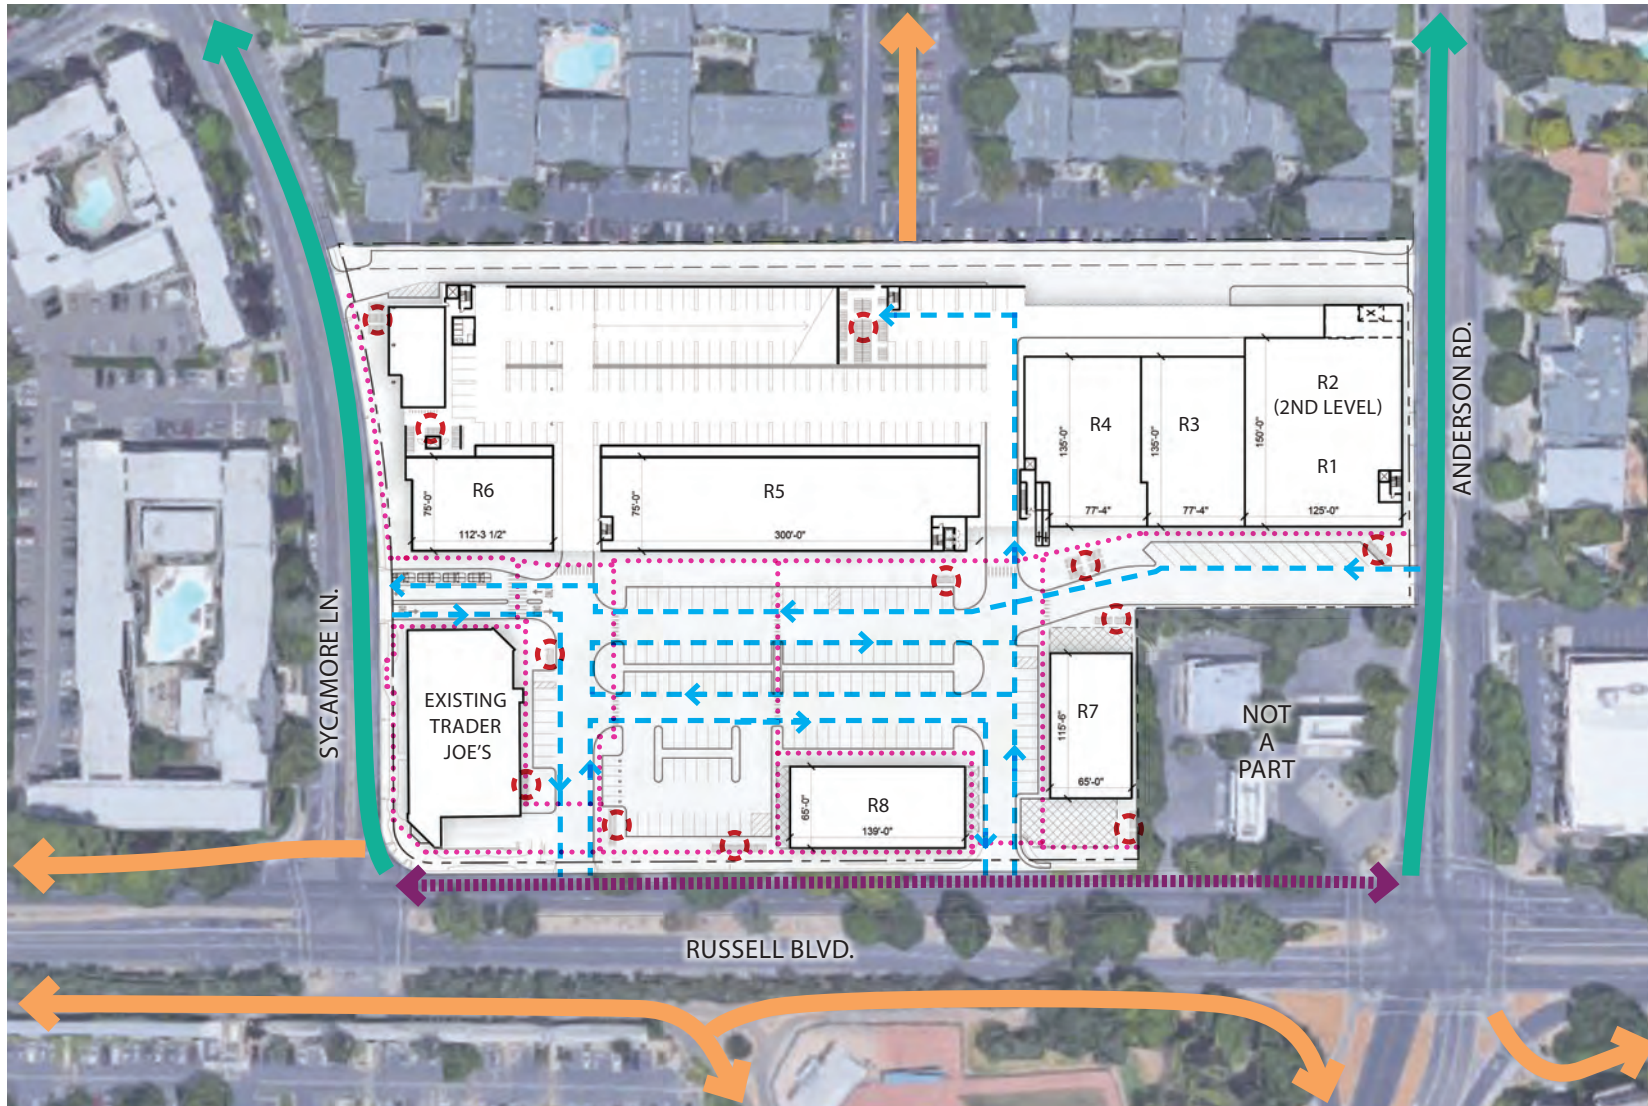 R2
(2ND LEVEL)
R4
R3
R1
135'-0"
135'-0"
150'-0"
77'-4"
77'-4"
125'-0"
ANDERSON RD.
R6
75'-0"
112'-3 1/2"
R5
75'-0"
300'-0"
SYCAMORE LN.
EXISTING
TRADER
JOE'S
R7
115'-6"
65'-0"
NOT
A
PART
R8
65'-0"
139'-0"
RUSSELL BLVD.